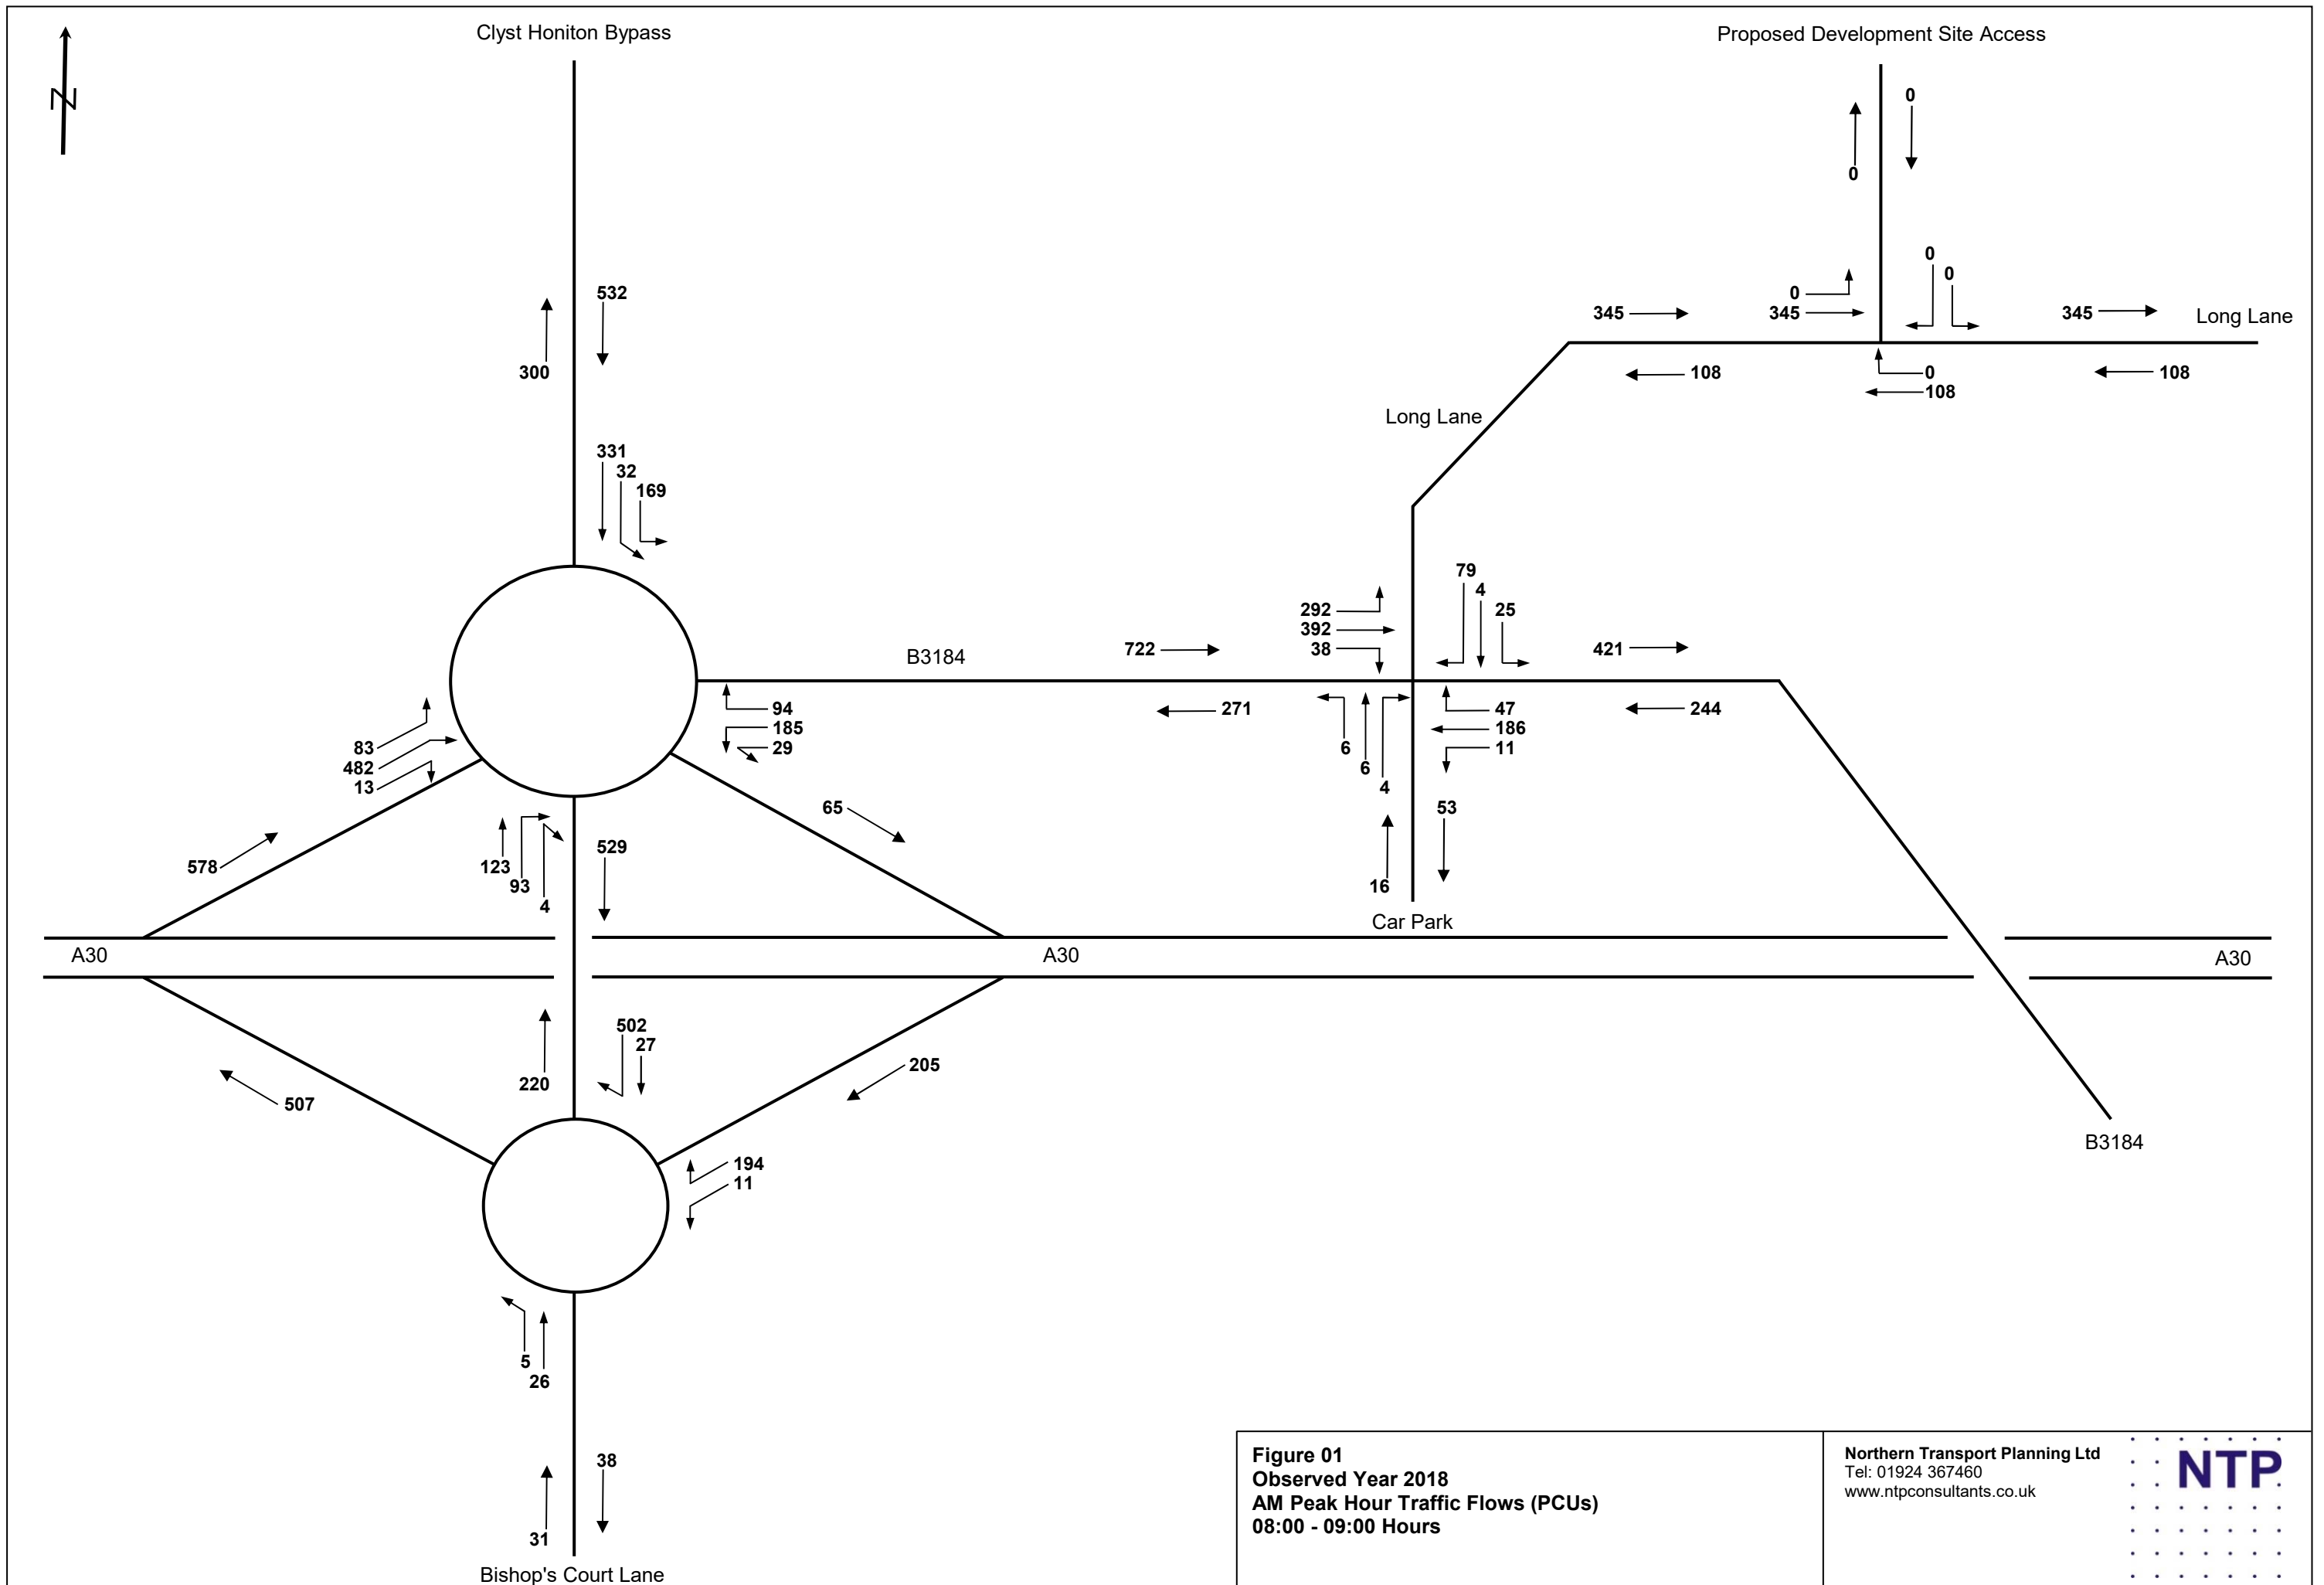 Clyst Honiton Bypass
Proposed Development Site Access
N
0
0
532
300
0
345
0
0
345
345
Long Lane
108
0
108
108
Long Lane
331
32
169
79
4
25
292
392
38
722
421
B3184
271
94
185
29
47
186
11
244
6
6
4
83
482
13
65
53
578
123
93
4
529
16
Car Park
A30
A30
A30
502
27
220
205
507
B3184
194
11
5
26
38
31
Bishop's Court Lane
Figure 01
Observed Year 2018
AM Peak Hour Traffic Flows (PCUs)
08:00 - 09:00 Hours
Northern Transport Planning Ltd
Tel: 01924 367460
www.ntpconsultants.co.uk
NTP